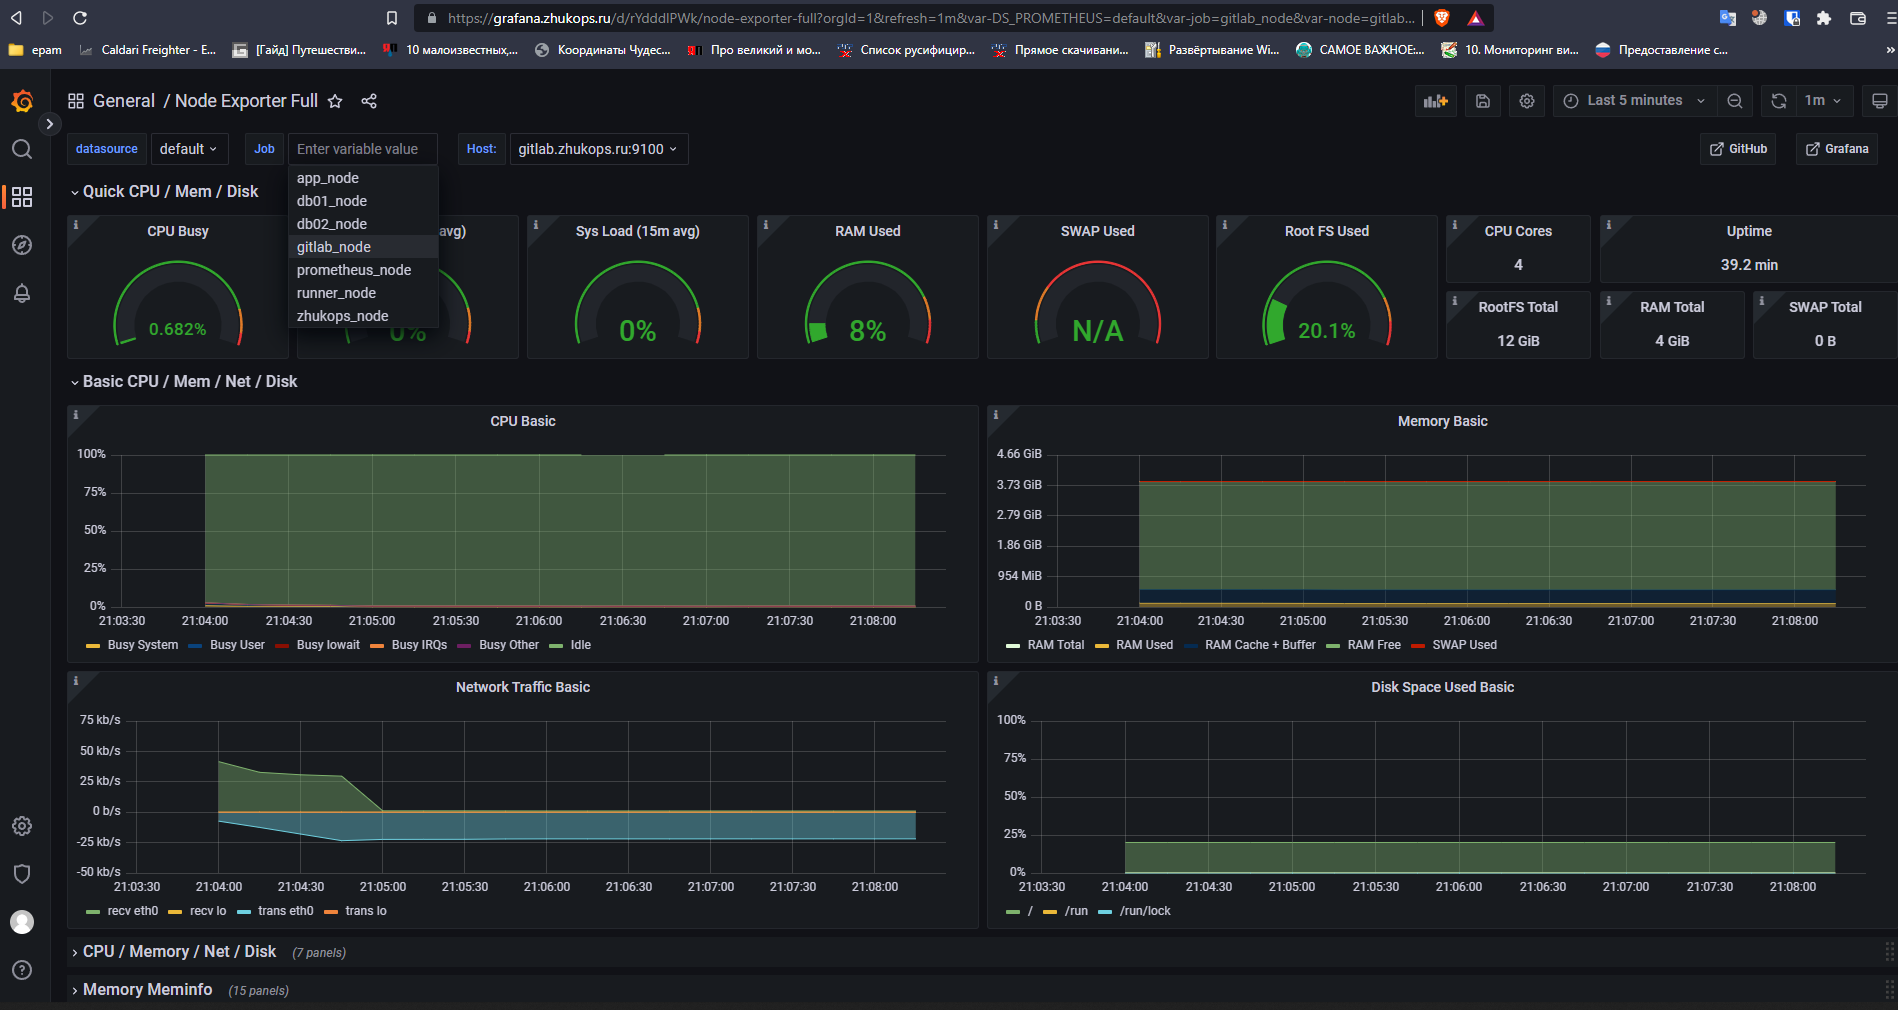 https://grafana.zhukops.ru/d/rYdddlPWk/node-exporter-full?orgId=1&refresh=1m&var-DS_PROMETHEUS=default&var-job=gitlab_node&var-node=gitlab...
epam
Caldari Freighter - E...
[Гайд] Путешестви...
10 малоизвестных,...
Координаты Чудес...
Про великий и мо...
Список русифицир...
Прямое скачивани...
Развёртывание Wi...
САМОЕ ВАЖНОЕ:...
10. Мониторинг ви...
Предоставление с...
General / Node Exporter Full
Last 5 minutes
1m
datasource default
Job Enter variable value
Host: gitlab.zhukops.ru:9100
GitHub
Grafana
app_node
db01_node
db02_node
gitlab_node
prometheus_node
runner_node
zhukops_node
Quick CPU / Mem / Disk
CPU Busy
0.682%
avg)
0%
Sys Load (15m avg)
0%
RAM Used
8%
SWAP Used
N/A
Root FS Used
20.1%
CPU Cores
4
Uptime
39.2 min
RootFS Total
12 GiB
RAM Total
4 GiB
SWAP Total
0 B
Basic CPU / Mem / Net / Disk
CPU Basic
100%
75%
50%
25%
0%
21:03:30 21:04:00 21:04:30 21:05:00 21:05:30 21:06:00 21:06:30 21:07:00 21:07:30 21:08:00
Busy System Busy User Busy Iowait Busy IRQs Busy Other Idle
Memory Basic
4.66 GiB
3.73 GiB
2.79 GiB
1.86 GiB
954 MiB
0 B
21:03:30 21:04:00 21:04:30 21:05:00 21:05:30 21:06:00 21:06:30 21:07:00 21:07:30 21:08:00
RAM Total RAM Used RAM Cache + Buffer RAM Free SWAP Used
Network Traffic Basic
75 kb/s
50 kb/s
25 kb/s
0 b/s
-25 kb/s
-50 kb/s
21:03:30 21:04:00 21:04:30 21:05:00 21:05:30 21:06:00 21:06:30 21:07:00 21:07:30 21:08:00
recv eth0 recv lo trans eth0 trans lo
Disk Space Used Basic
100%
75%
50%
25%
0%
21:03:30 21:04:00 21:04:30 21:05:00 21:05:30 21:06:00 21:06:30 21:07:00 21:07:30 21:08:00
/ /run /run/lock
CPU / Memory / Net / Disk (7 panels)
Memory Meminfo (15 panels)